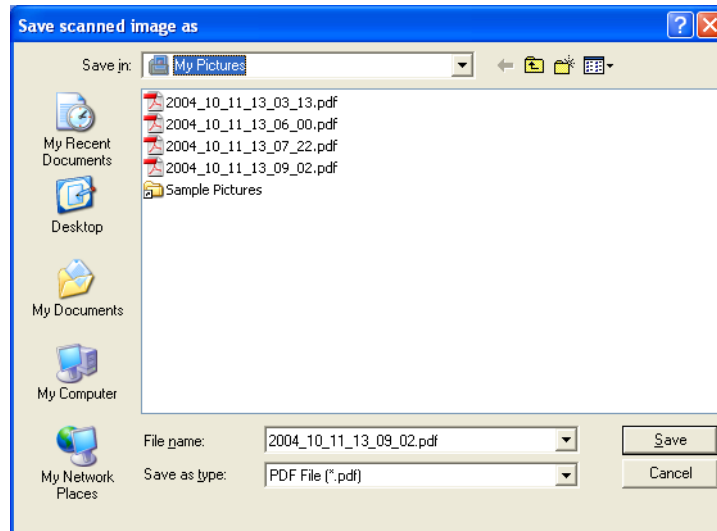 Save scanned image as
Save in: My Pictures
My Recent
Documents
Desktop
My Documents
My Computer
My Network
Places
2004_10_11_13_03_13.pdf
2004_10_11_13_06_00.pdf
2004_10_11_13_07_22.pdf
2004_10_11_13_09_02.pdf
Sample Pictures
File name: 2004_10_11_13_09_02.pdf Save
Save as type: PDF File (*.pdf) Cancel